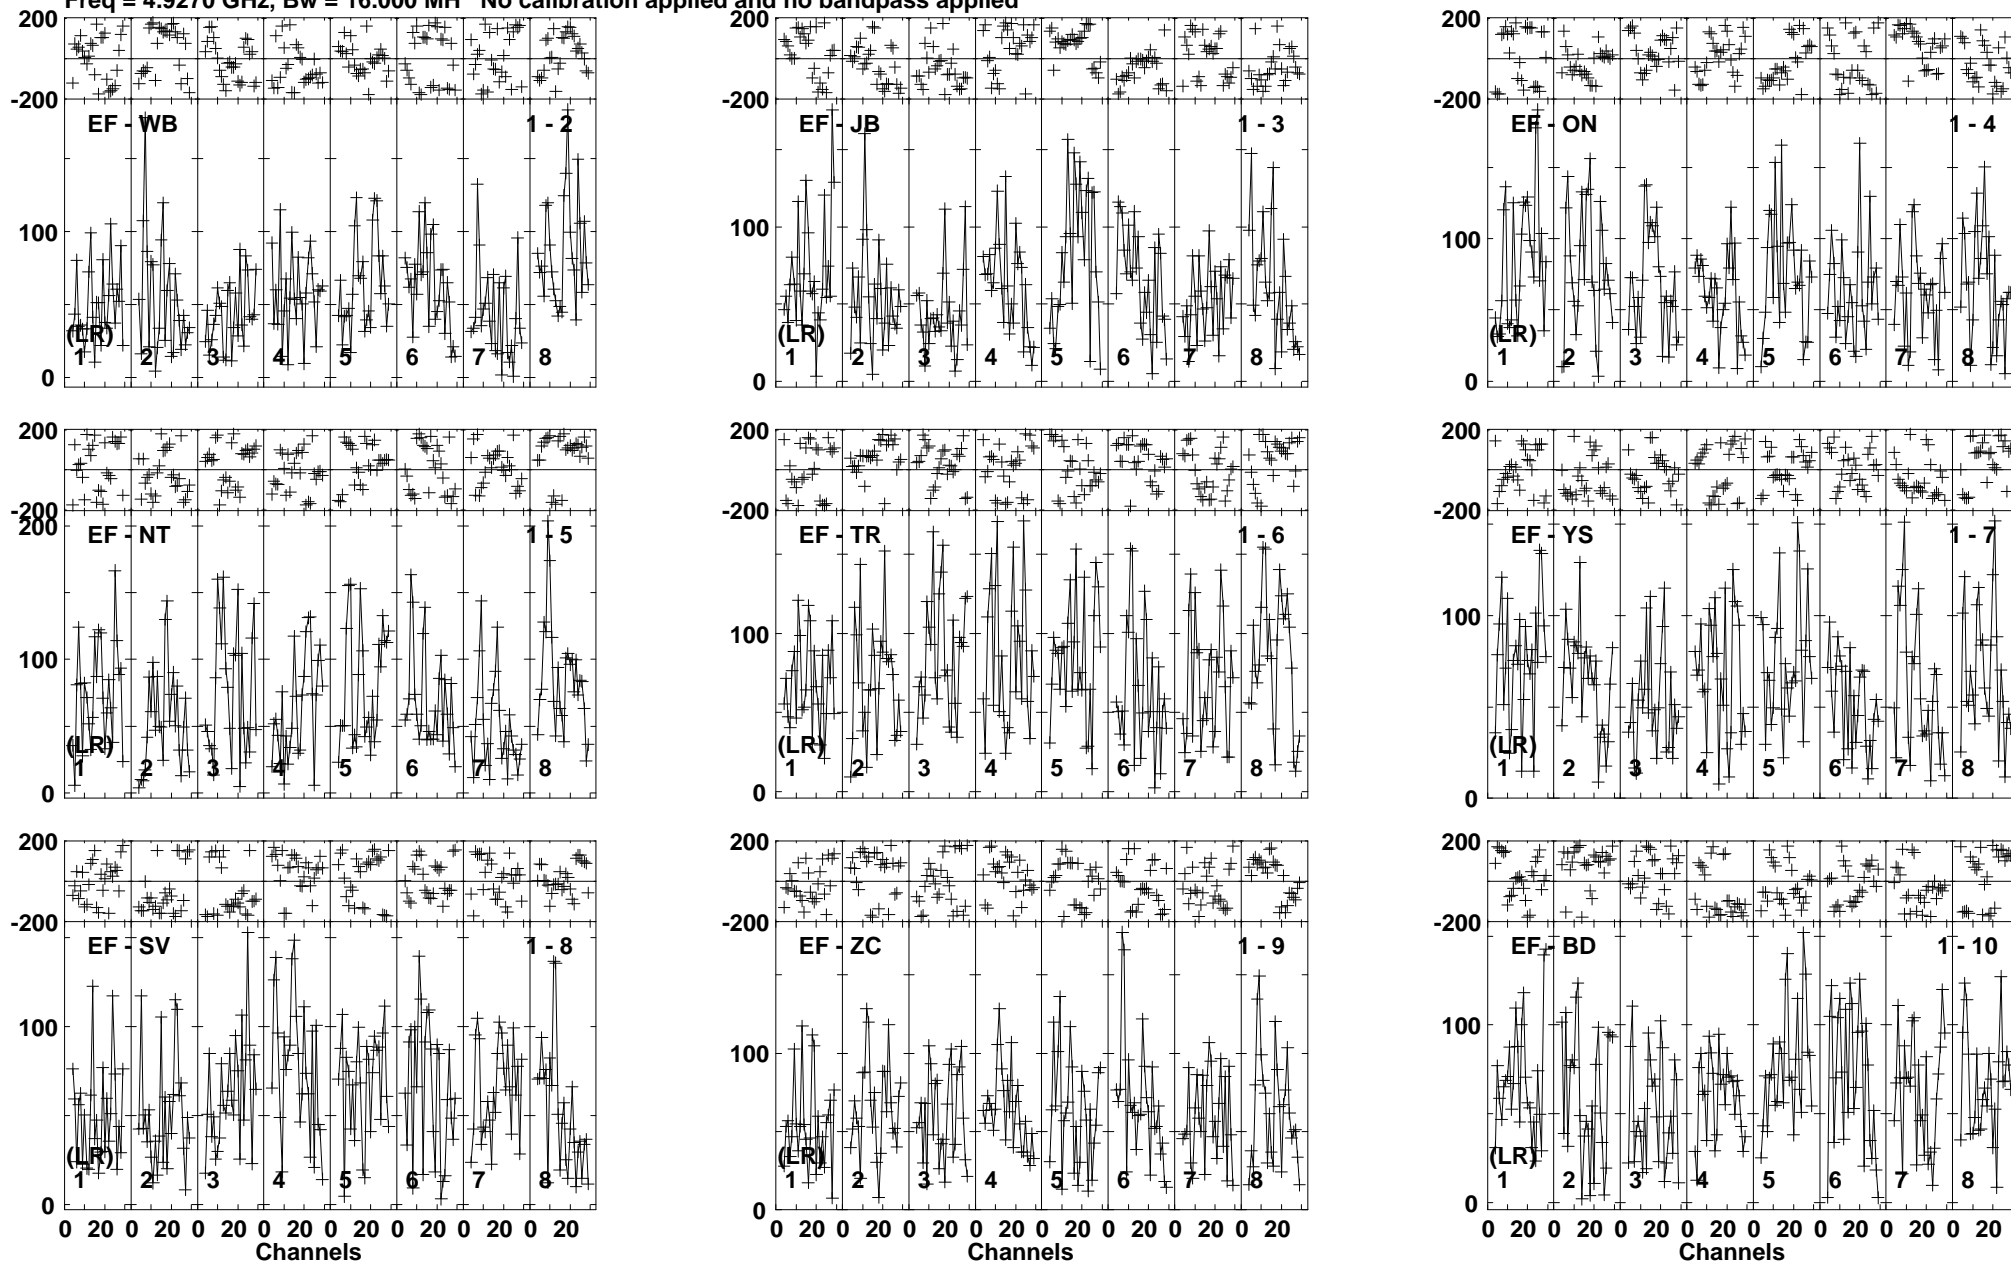 Freq = 4.9270 GHz, Bw = 16.000 MH No calibration applied and no bandpass applied
200 200 200
-200 -200 -200
EF - WB 1 - 2 EF - JB 1 - 3 EF - ON 1 - 4
100 100 100
(LR) (LR) (LR)
1 2 3 4 5 6 7 8 1 2 3 4 5 6 7 8 1 2 3 4 5 6 7 8
0 0 0
200 200 200
-200 -200 -200
200
EF - NT 1 - 5 EF - TR 1 - 6 EF - YS 1 - 7
100 100 100
(LR) (LR) (LR)
1 2 3 4 5 6 7 8 1 2 3 4 5 6 7 8 1 2 3 4 5 6 7 8
0 0 0
200 200 200
-200 -200 -200
EF - SV 1 - 8 EF - ZC 1 - 9 EF - BD 1 - 10
100 100 100
(LR) (LR) (LR)
1 2 3 4 5 6 7 8 1 2 3 4 5 6 7 8 1 2 3 4 5 6 7 8
0 0 0
0 20 0 20 0 20 0 20 0 20 0 20 0 20 0 20 0 20 0 20 0 20 0 20 0 20 0 20 0 20 0 20 0 20 0 20 0 20 0 20 0 20 0 20 0 20 0 20
Channels Channels Channels